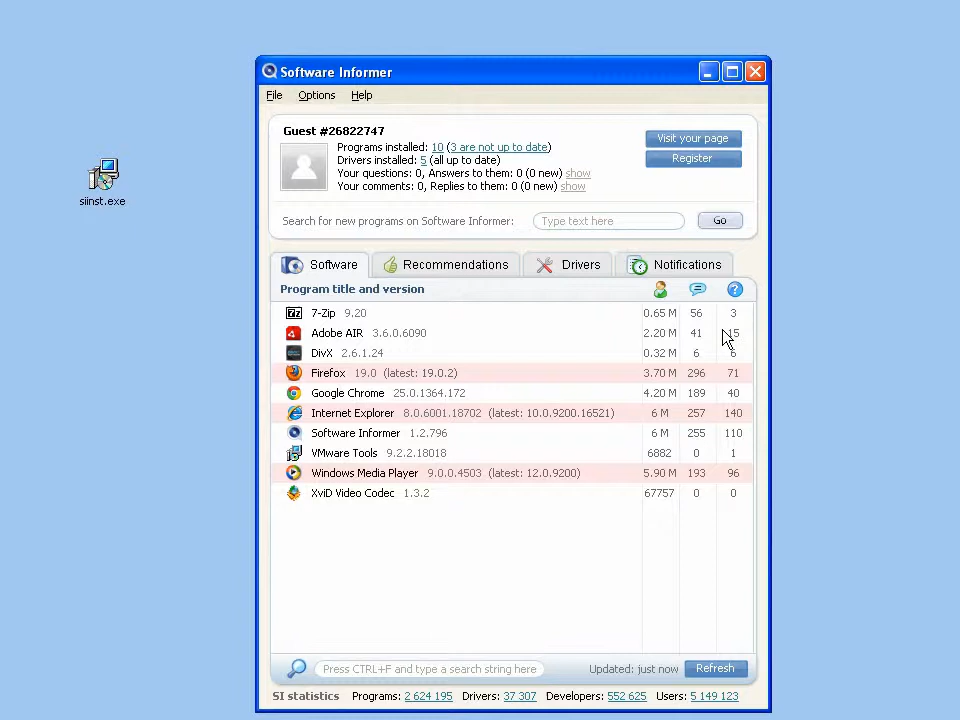 Software Informer
File Options Help
Guest #26822747
Programs installed: 10 (3 are not up to date)
Drivers installed: 5 (all up to date)
Your questions: 0, Answers to them: 0 (0 new) show
Your comments: 0, Replies to them: 0 (0 new) show
Visit your page
Register
siinst.exe
Search for new programs on Software Informer: Type text here Go
Software Recommendations Drivers Notifications
Program title and version
7-Zip 9.20 0.65 M 56 3
Adobe AIR 3.6.0.6090 2.20 M 41 15
DivX 2.6.1.24 0.32 M 6 6
Firefox 19.0 (latest: 19.0.2) 3.70 M 296 71
Google Chrome 25.0.1364.172 4.20 M 189 40
Internet Explorer 8.0.6001.18702 (latest: 10.0.9200.16521) 6 M 257 140
Software Informer 1.2.796 6 M 255 110
VMware Tools 9.2.2.18018 6882 0 1
Windows Media Player 9.0.0.4503 (latest: 12.0.9200) 5.90 M 193 96
XviD Video Codec 1.3.2 67757 0 0
Press CTRL+F and type a search string here Updated: just now Refresh
SI statistics Programs: 2 624 195 Drivers: 37 307 Developers: 552 625 Users: 5 149 123